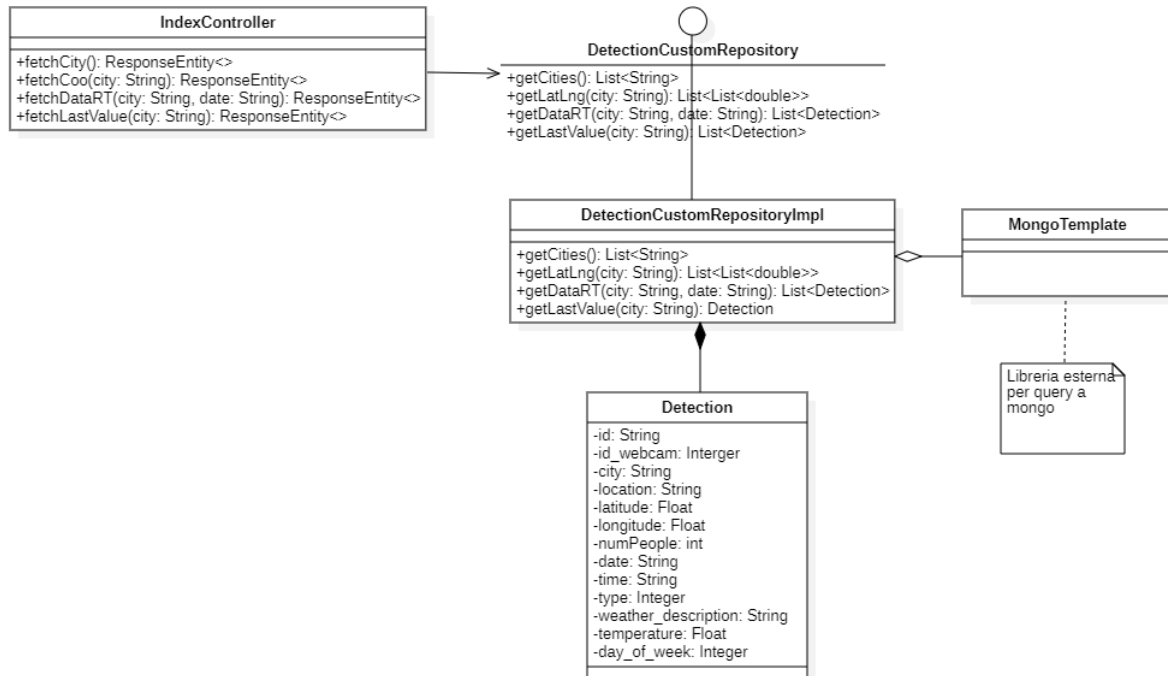 IndexController
+fetchCity(): ResponseEntity<>
+fetchCoo(city: String): ResponseEntity<>
+fetchDataRT(city: String, date: String): ResponseEntity<>
+fetchLastValue(city: String): ResponseEntity<>
DetectionCustomRepository
+getCities(): List<String>
+getLatLng(city: String): List<List<double>>
+getDataRT(city: String, date: String): List<Detection>
+getLastValue(city: String): List<Detection>
DetectionCustomRepositoryImpl
+getCities(): List<String>
+getLatLng(city: String): List<List<double>>
+getDataRT(city: String, date: String): List<Detection>
+getLastValue(city: String): Detection
MongoTemplate
Libreria esterna
per query a
mongo
Detection
-id: String
-id_webcam: Interger
-city: String
-location: String
-latitude: Float
-longitude: Float
-numPeople: int
-date: String
-time: String
-type: Integer
-weather_description: String
-temperature: Float
-day_of_week: Integer